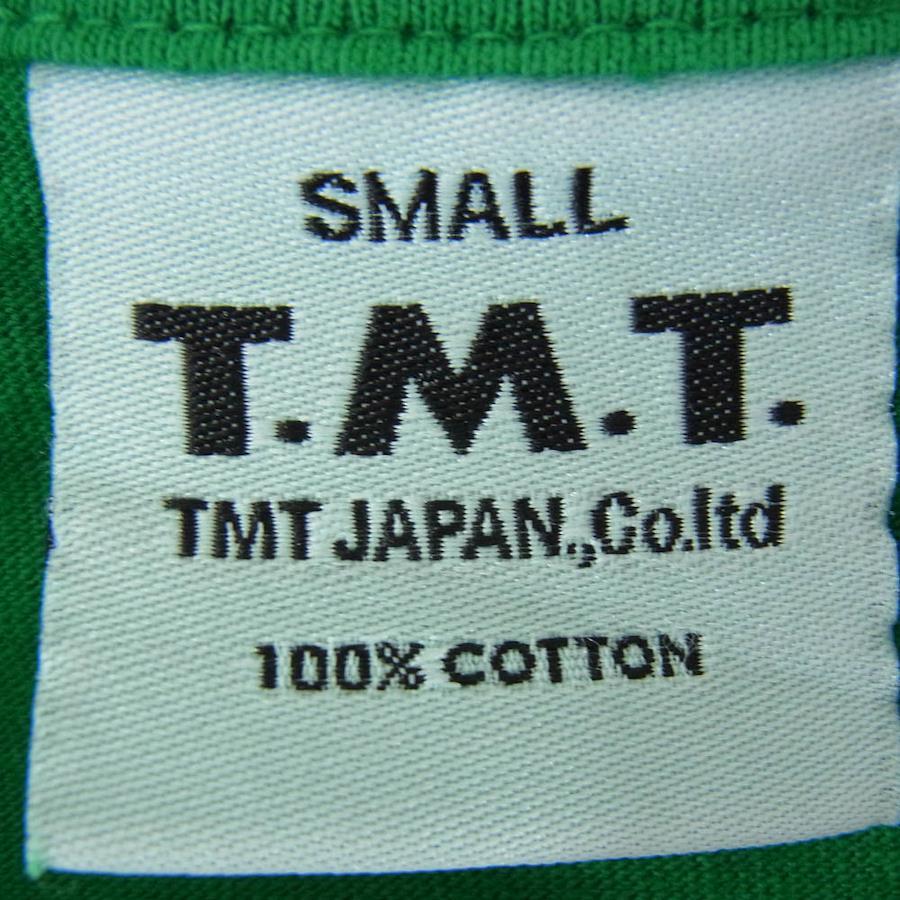 SMALL
T.M.T.
TMT JAPAN.,Co.ltd
100% COTTON